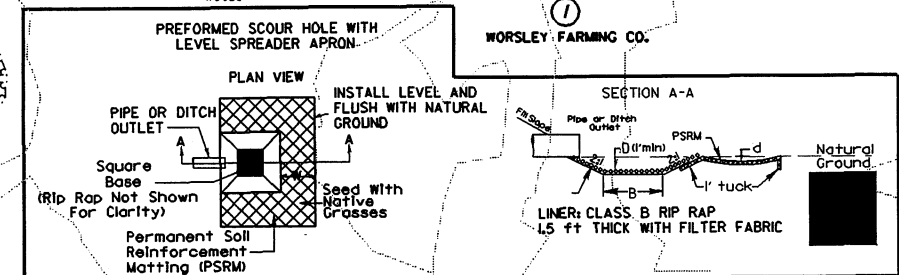 PREFORMED SCOUR HOLE WITH
LEVEL SPREADER APRON
PLAN VIEW
PIPE OR DITCH
OUTLET
INSTALL LEVEL AND
FLUSH WITH NATURAL
GROUND
A
A
Square
Base
(Rip Rap Not Shown
For Clarity)
W
Seed With
Native
Grasses
Permanent Soil
Reinforcement
Matting (PSRM)
1
WORSLEY FARMING CO.
SECTION A-A
Fill Slope
Pipe or Ditch
Outlet
D (1'min)
PSRM
d
Natural
Ground
2:1
2:1
1' tuck
B
LINER: CLASS B RIP RAP
1.5 ft THICK WITH FILTER FABRIC